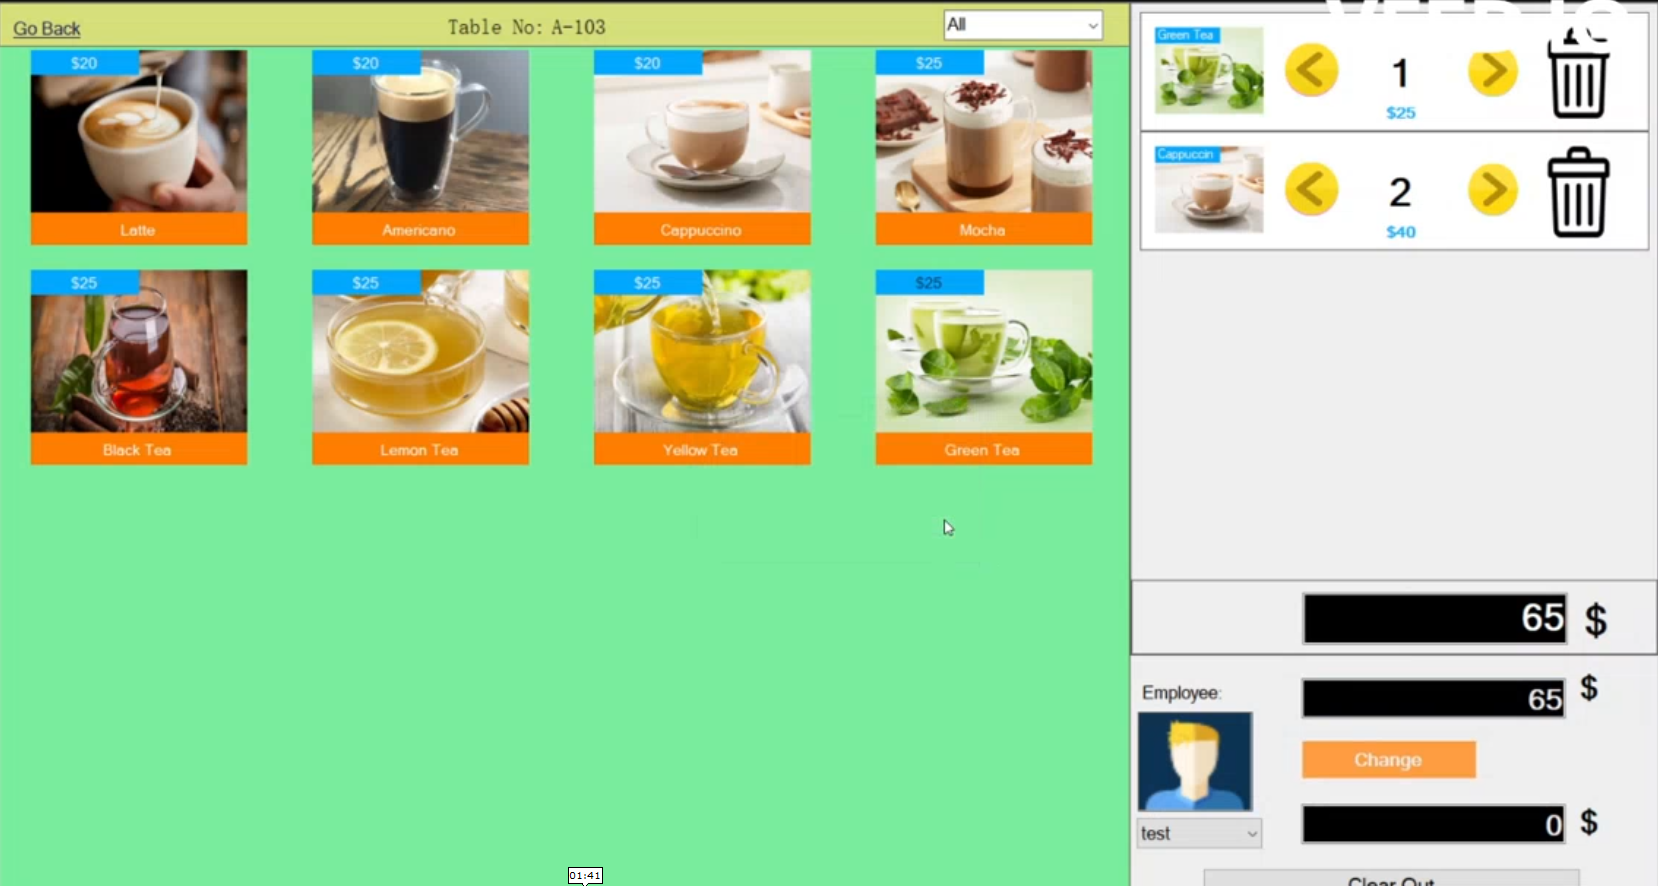 Go Back
Table No: A-103
All
$20
Latte
$20
Americano
$20
Cappuccino
$25
Mocha
$25
Black Tea
$25
Lemon Tea
$25
Yellow Tea
$25
Green Tea
Green Tea
1
$25
Cappuccin
2
$40
65 $
Employee:
65 $
Change
test
0 $
Clear Out
01:41